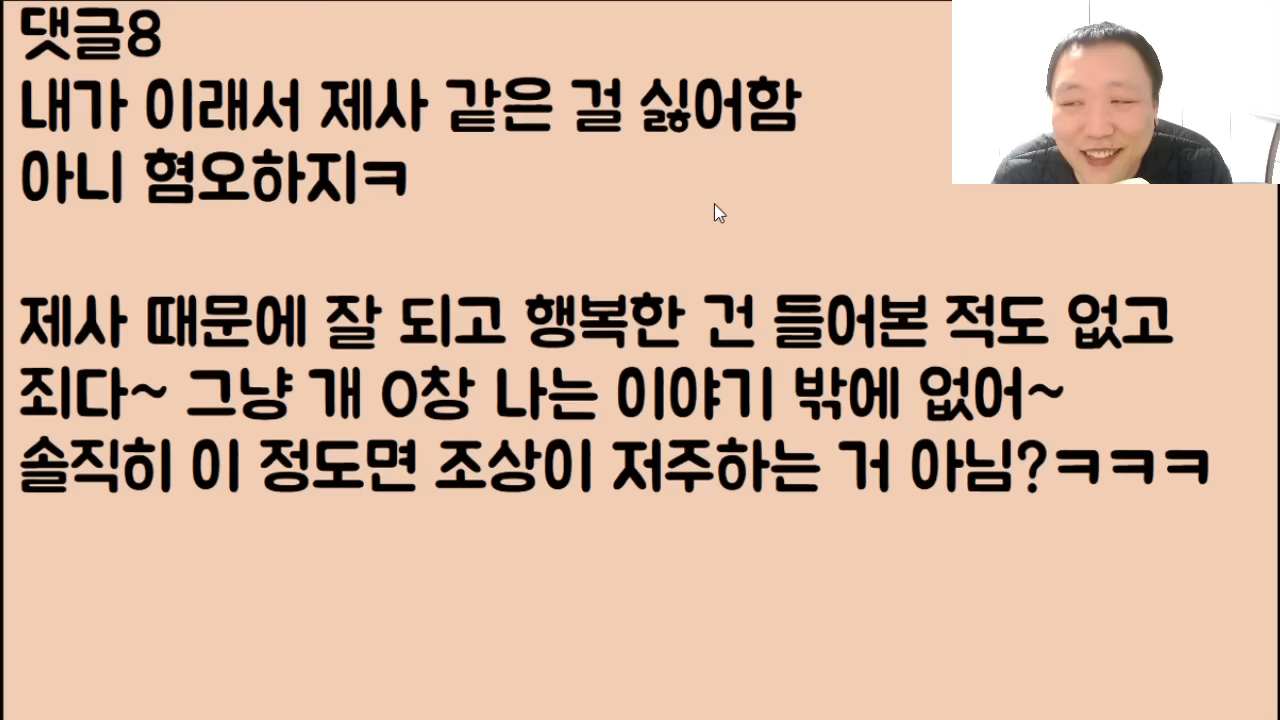 댓글8
내가 이래서 제사 같은 걸 싫어함
아니 혐오하지ㅋ
제사 때문에 잘 되고 행복한 건 들어본 적도 없고
죄다~ 그냥 개 0창 나는 이야기 밖에 없어~
솔직히 이 정도면 조상이 저주하는 거 아님?ㅋㅋㅋ